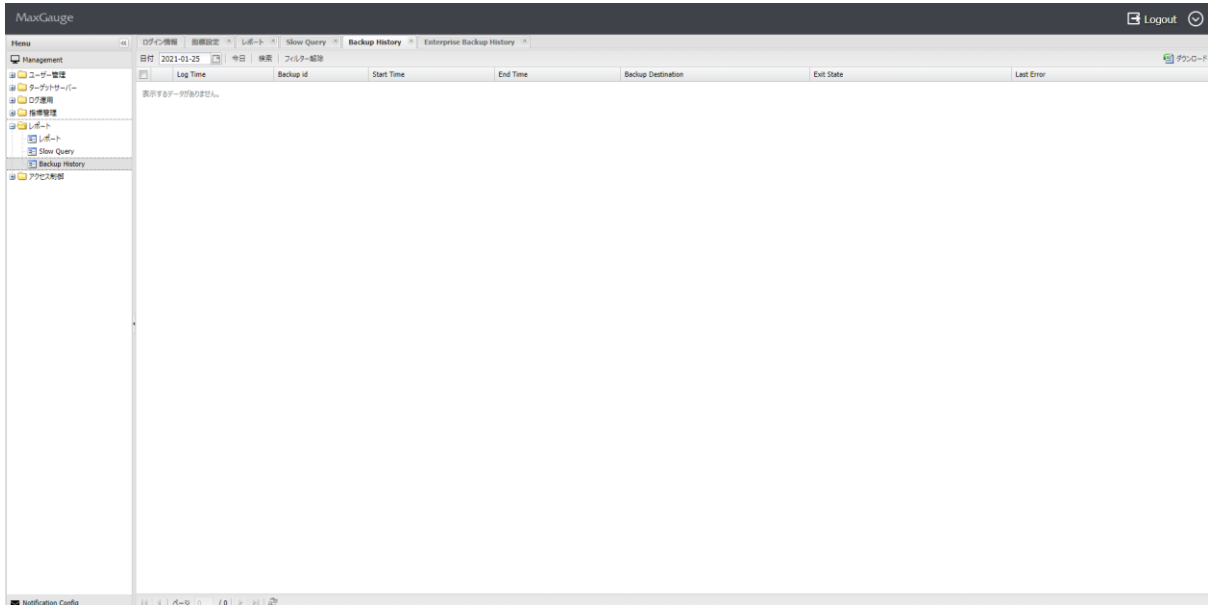 MaxGauge
Logout
Menu
ログイン情報 指標設定 レポート Slow Query Backup History Enterprise Backup History
Management
日付 2021-01-25 今日 検索 フィルター解除 ダウンロード
Log Time Backup id Start Time End Time Backup Destination Exit State Last Error
表示するデータがありません。
ユーザー管理
ターゲットサーバー
ログ運用
指標管理
レポート
レポート
Slow Query
Backup History
アクセス制御
Notification Config
ページ 0 / 0